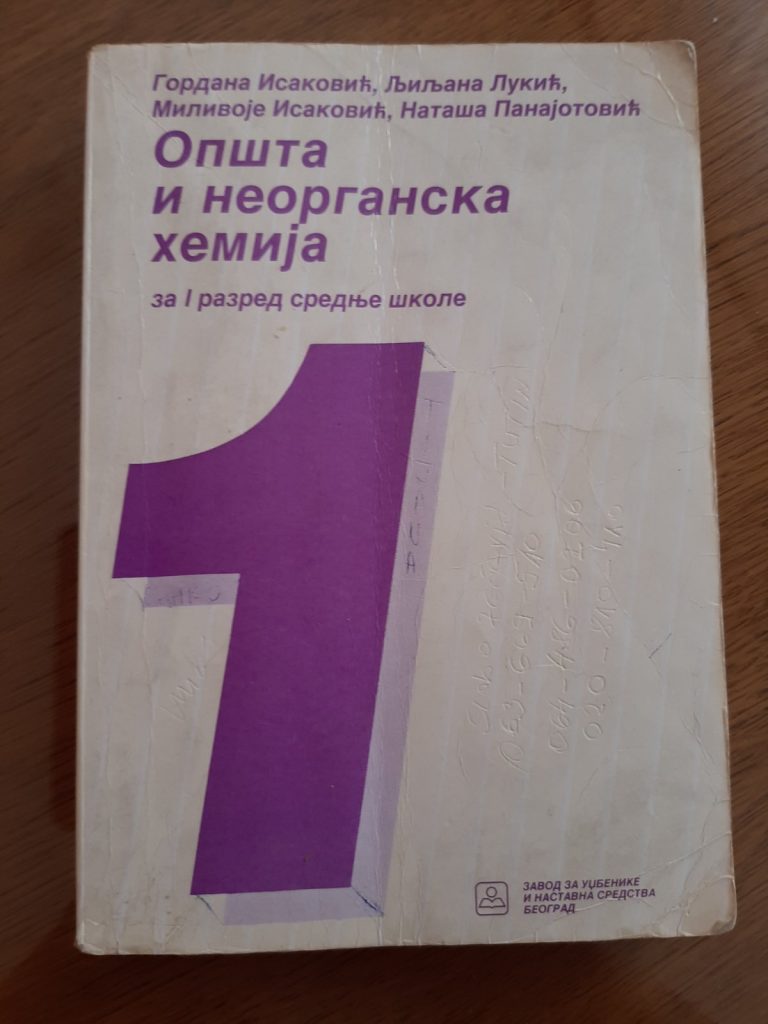 Гордана Исаковић, Љиљана Лукић,
Миливоје Исаковић, Наташа Панајотовић
Општа
и неорганска
хемија
за I разред средње школе
1
ЗАВОД ЗА УЏБЕНИКЕ
И НАСТАВНА СРЕДСТВА
БЕОГРАД